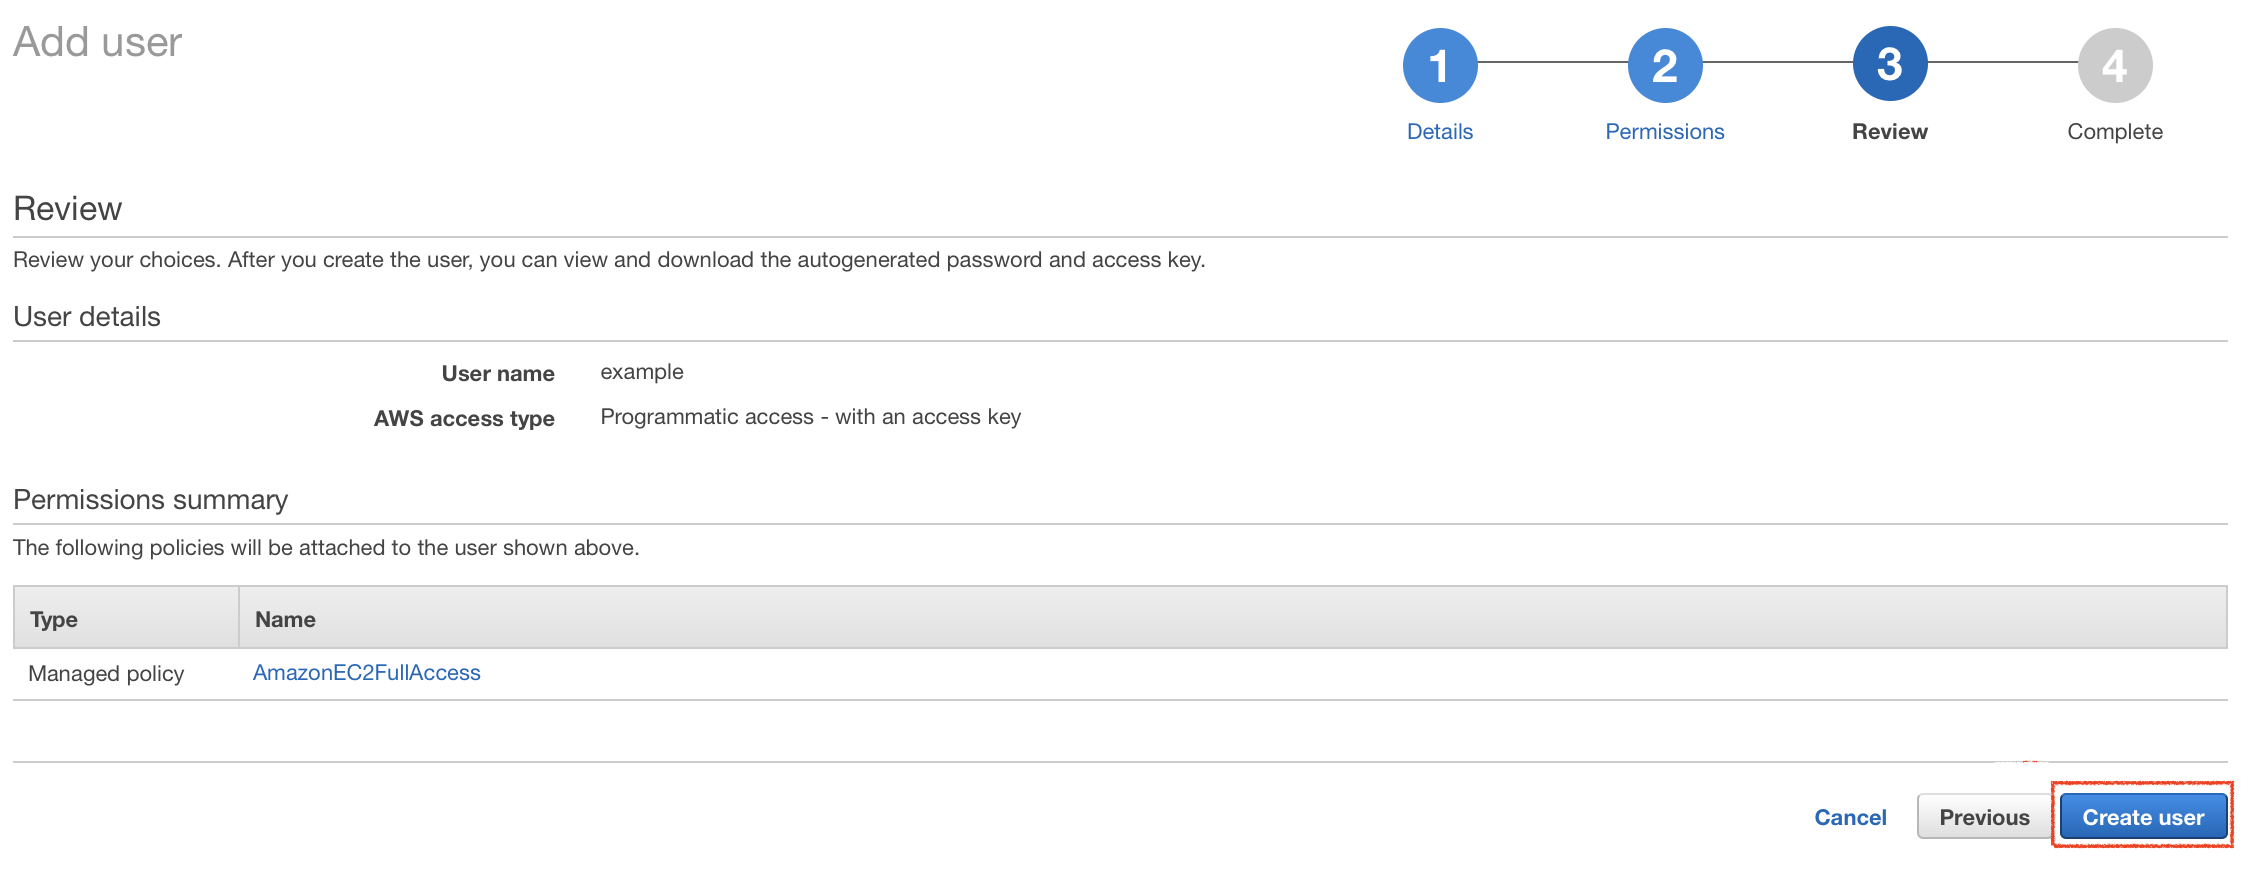 Add user
1
2
3
4
Details
Permissions
Review
Complete
Review
Review your choices. After you create the user, you can view and download the autogenerated password and access key.
User details
User name example
AWS access type Programmatic access - with an access key
Permissions summary
The following policies will be attached to the user shown above.
Type Name
Managed policy AmazonEC2FullAccess
Cancel Previous Create user